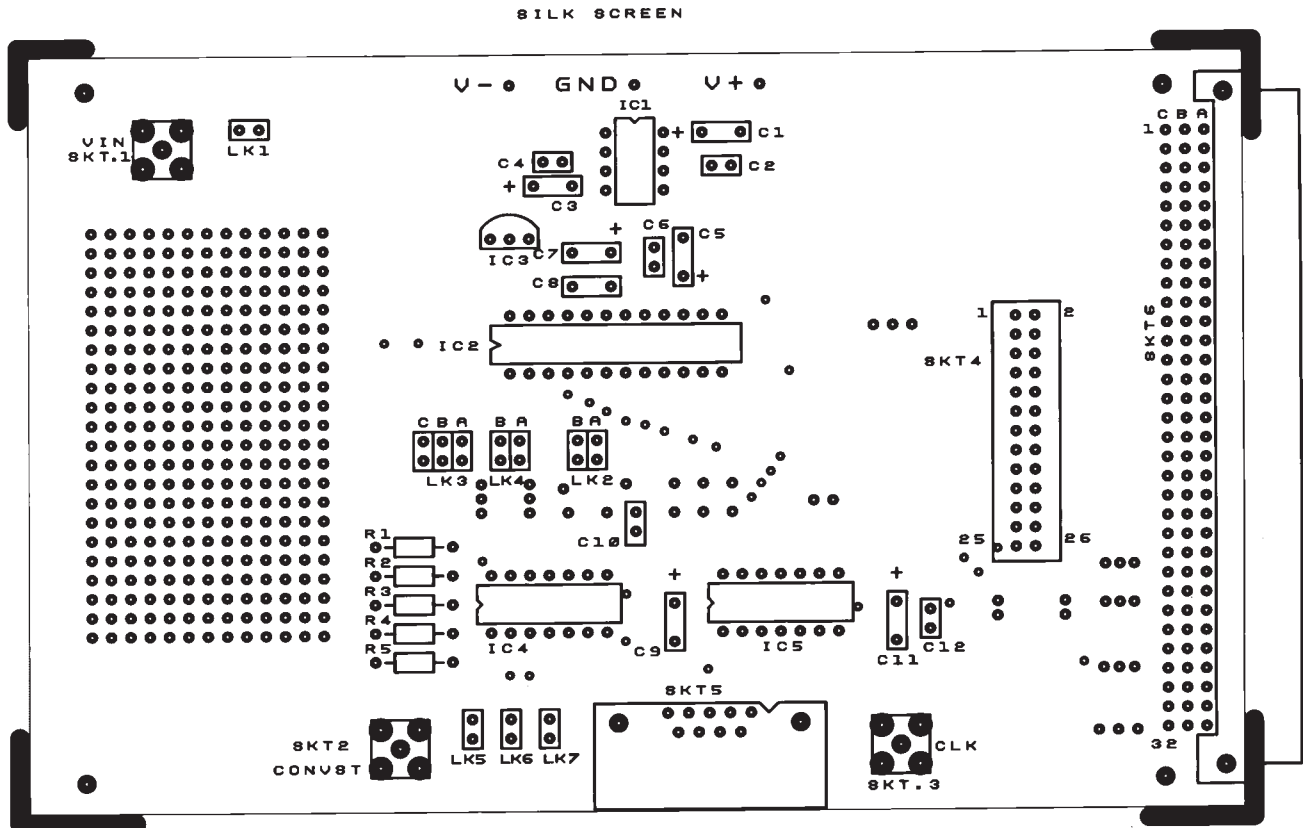 SILK SCREEN
V- GND V+
IC1
C B A
1
VIN
SKT.1
LK1
+ C1
C4
C2
+
C3
C6
C5
+
IC3
C7
+
C8
IC2
1 2
SKT4
SKT6
C B A
B A
B A
LK3
LK4
LK2
C10
25 26
R1
R2
R3
R4
R5
+
+
IC4
C9
IC5
C11
C12
SKT5
SKT2
CONVST
LK5
LK6
LK7
CLK
SKT.3
32